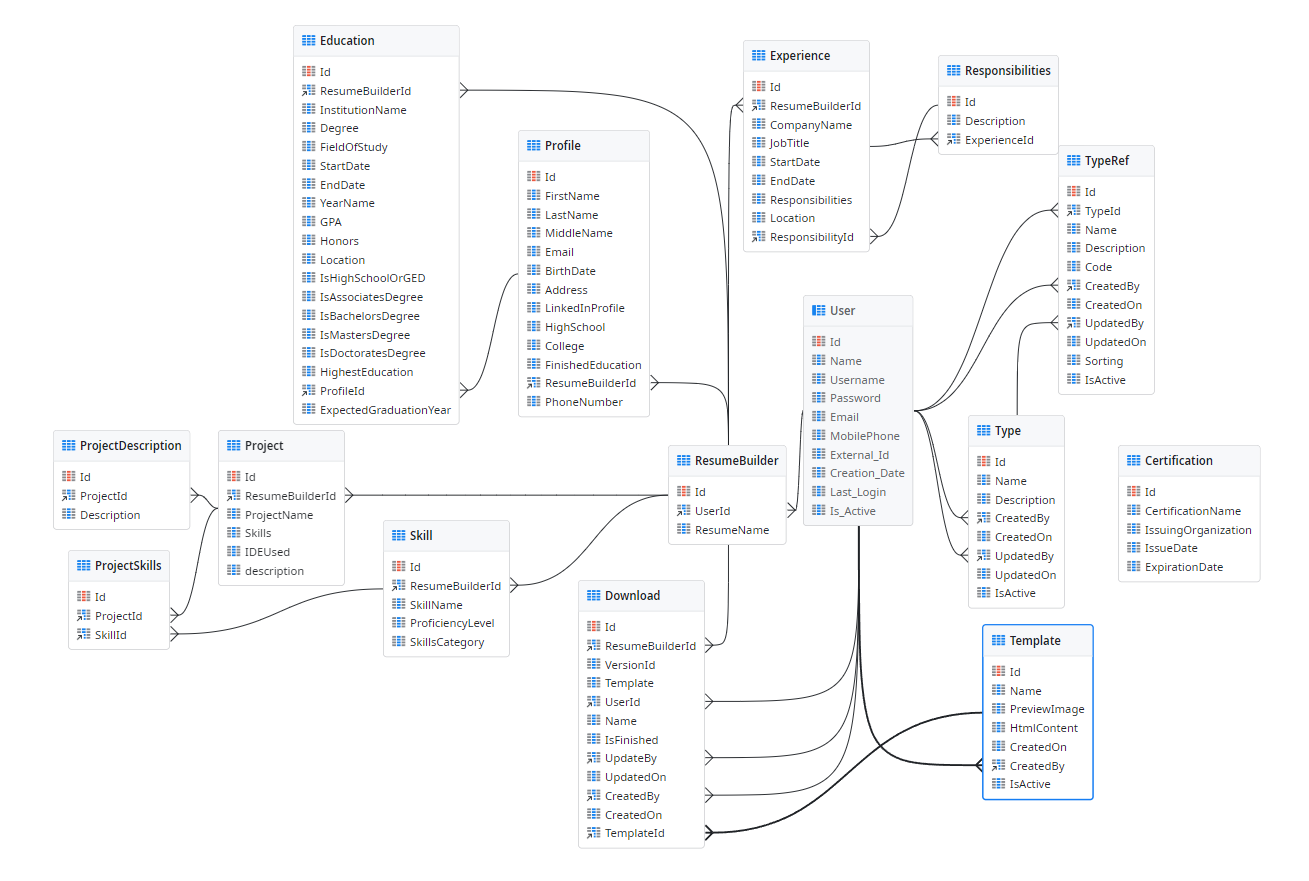 Education
Id
ResumeBuilderId
InstitutionName
Degree
FieldOfStudy
StartDate
EndDate
YearName
GPA
Honors
Location
IsHighSchoolOrGED
IsAssociatesDegree
IsBachelorsDegree
IsMastersDegree
IsDoctoratesDegree
HighestEducation
ProfileId
ExpectedGraduationYear
Profile
Id
FirstName
LastName
MiddleName
Email
BirthDate
Address
LinkedInProfile
HighSchool
College
FinishedEducation
ResumeBuilderId
PhoneNumber
Experience
Id
ResumeBuilderId
CompanyName
JobTitle
StartDate
EndDate
Responsibilities
Location
ResponsibilityId
Responsibilities
Id
Description
ExperienceId
TypeRef
Id
TypeId
Name
Description
Code
CreatedBy
CreatedOn
UpdatedBy
UpdatedOn
Sorting
IsActive
User
Id
Name
Username
Password
Email
MobilePhone
External_Id
Creation_Date
Last_Login
Is_Active
ProjectDescription
Id
ProjectId
Description
Project
Id
ResumeBuilderId
ProjectName
Skills
IDEUsed
description
ResumeBuilder
Id
UserId
ResumeName
Type
Id
Name
Description
CreatedBy
CreatedOn
UpdatedBy
UpdatedOn
IsActive
Certification
Id
CertificationName
IssuingOrganization
IssueDate
ExpirationDate
ProjectSkills
Id
ProjectId
SkillId
Skill
Id
ResumeBuilderId
SkillName
ProficiencyLevel
SkillsCategory
Download
Id
ResumeBuilderId
VersionId
Template
UserId
Name
IsFinished
UpdateBy
UpdatedOn
CreatedBy
CreatedOn
TemplateId
Template
Id
Name
PreviewImage
HtmlContent
CreatedOn
CreatedBy
IsActive